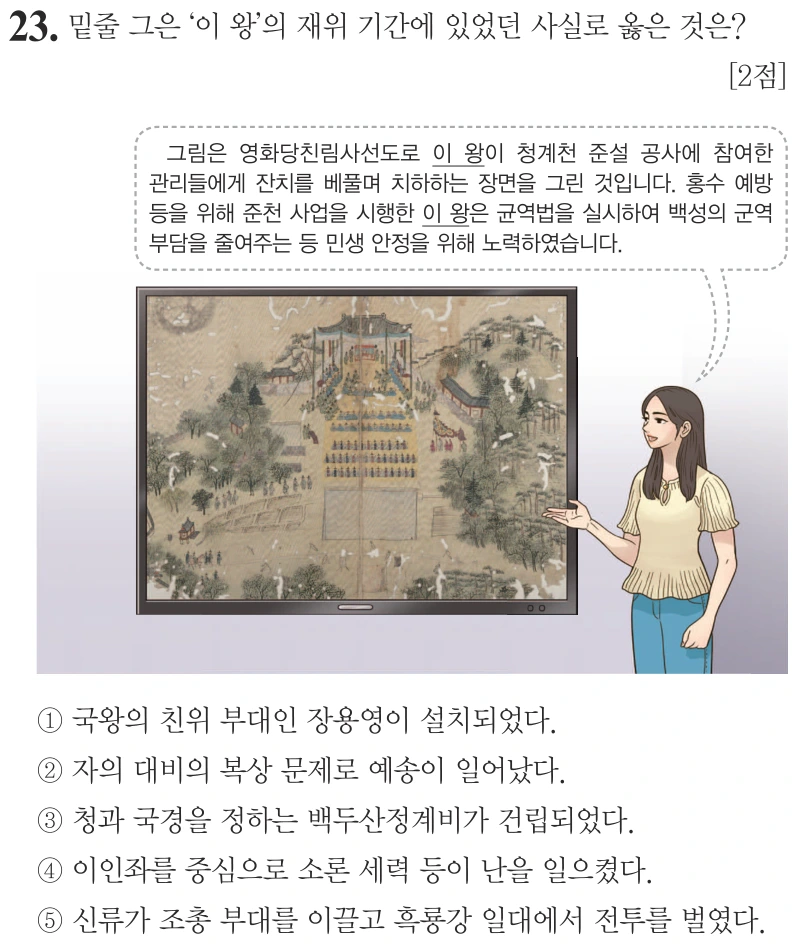 23. 밑줄 그은 ‘이 왕’의 재위 기간에 있었던 사실로 옳은 것은?
[2점]
그림은 영화당친림사선도로 이 왕이 청계천 준설 공사에 참여한
관리들에게 잔치를 베풀며 치하하는 장면을 그린 것입니다. 홍수 예방
등을 위해 준천 사업을 시행한 이 왕은 균역법을 실시하여 백성의 군역
부담을 줄여주는 등 민생 안정을 위해 노력하였습니다.
① 국왕의 친위 부대인 장용영이 설치되었다.
② 자의 대비의 복상 문제로 예송이 일어났다.
③ 청과 국경을 정하는 백두산정계비가 건립되었다.
④ 이인좌를 중심으로 소론 세력 등이 난을 일으켰다.
⑤ 신류가 조총 부대를 이끌고 흑룡강 일대에서 전투를 벌였다.